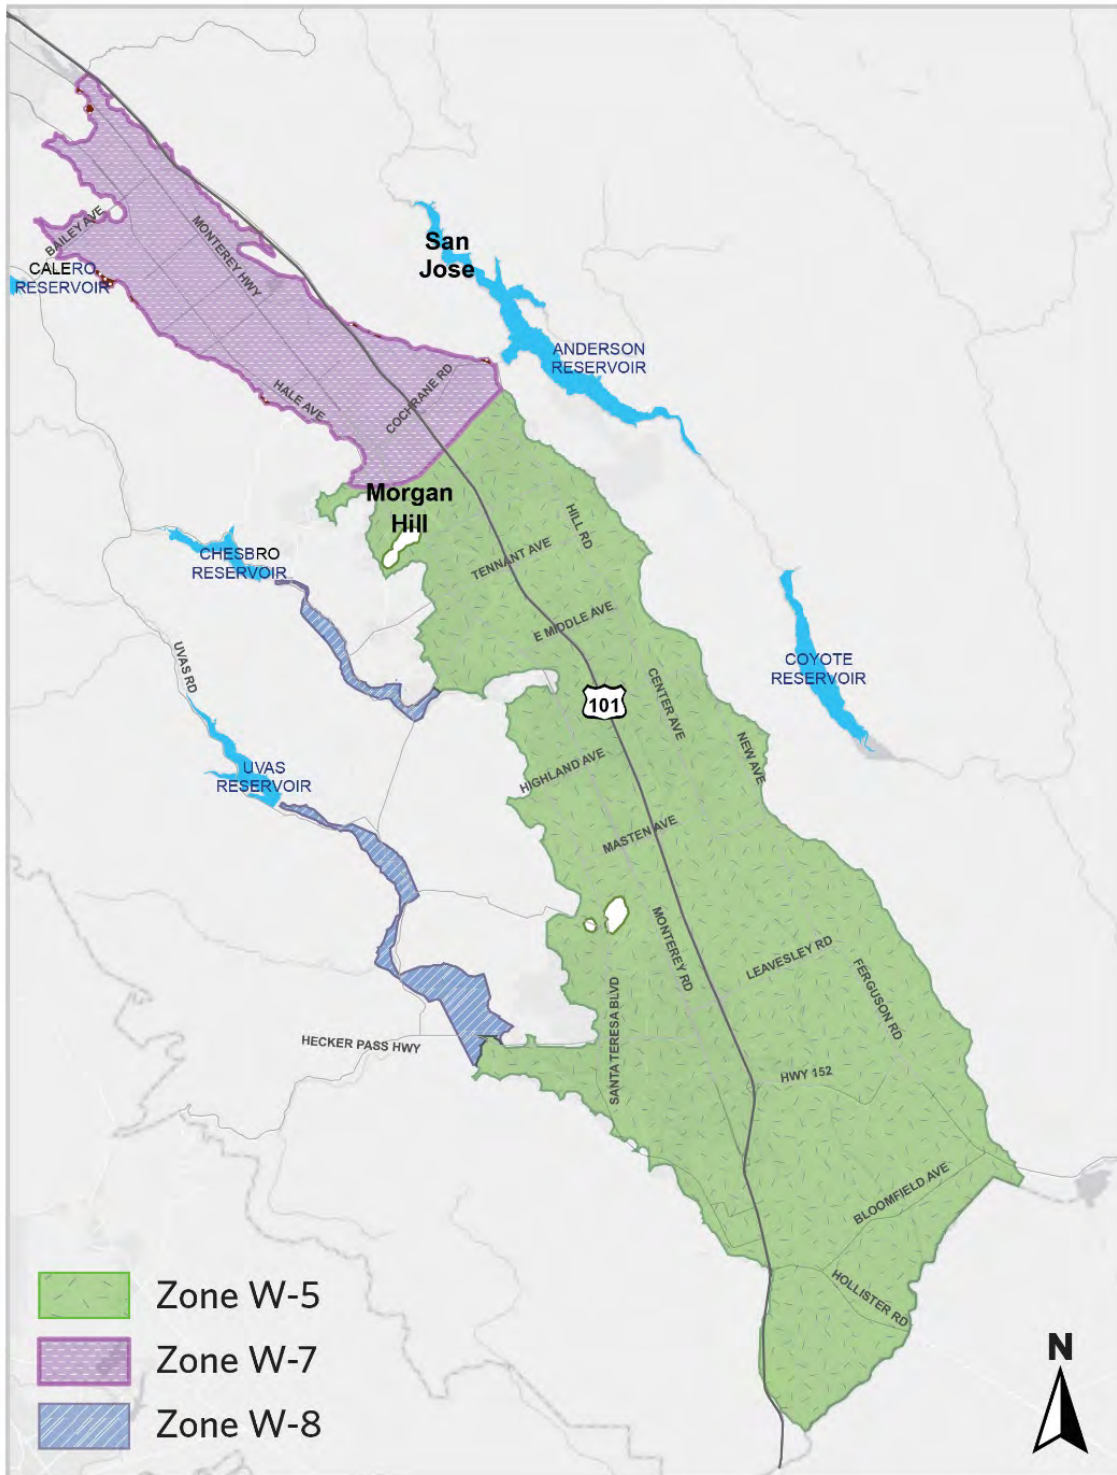 San
Jose
BAILEY AVE
MONTEREY HWY
CALERO
RESERVOIR
ANDERSON
RESERVOIR
COCHRANE RD
HALE AVE
Morgan
Hill
HILL RD
CHESBRO
RESERVOIR
TENNANT AVE
E MIDDLE AVE
UVAS RD
COYOTE
RESERVOIR
CENTER AVE
101
NEW AVE
HIGHLAND AVE
UVAS
RESERVOIR
MASTEN AVE
MONTEREY RD
LEAVESLEY RD
FERGUSON RD
SANTA TERESA BLVD
HECKER PASS HWY
HWY 152
BLOOMFIELD AVE
HOLLISTER RD
Zone W-5
Zone W-7
Zone W-8
N